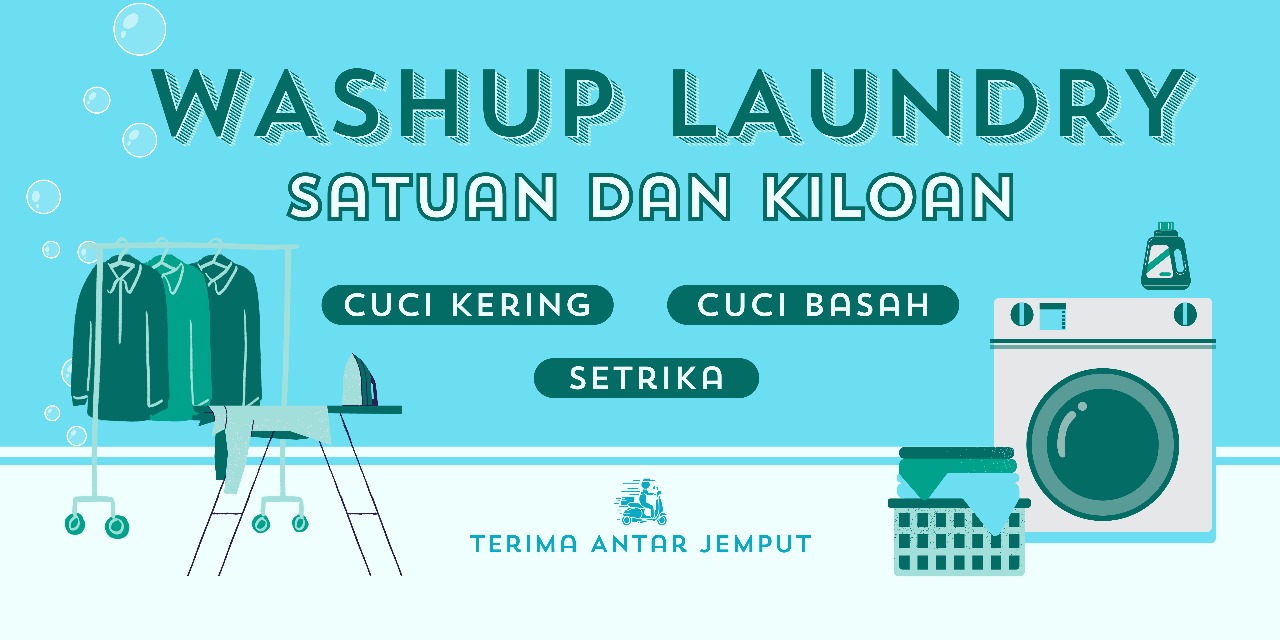 WASHUP LAUNDRY
SATUAN DAN KILOAN
CUCI KERING
CUCI BASAH
SETRIKA
TERIMA ANTAR JEMPUT